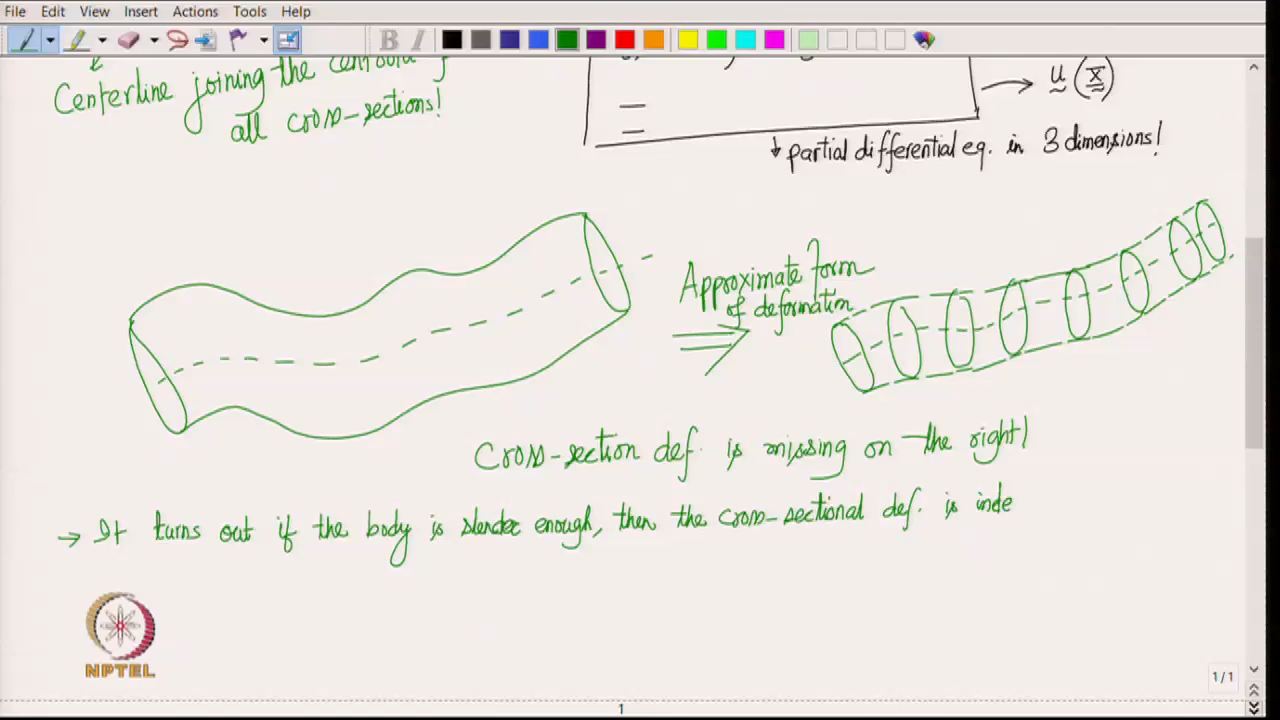 File Edit View Insert Actions Tools Help
B I
Centerline joining the centroid of
all cross-sections!
u (x)
partial differential eq. in 3 dimensions!
Approximate form
of deformation
Cross-section def. is missing on the right!
→ It turns out if the body is slender enough, then the cross-sectional def. is inde
NPTEL
1/1
1